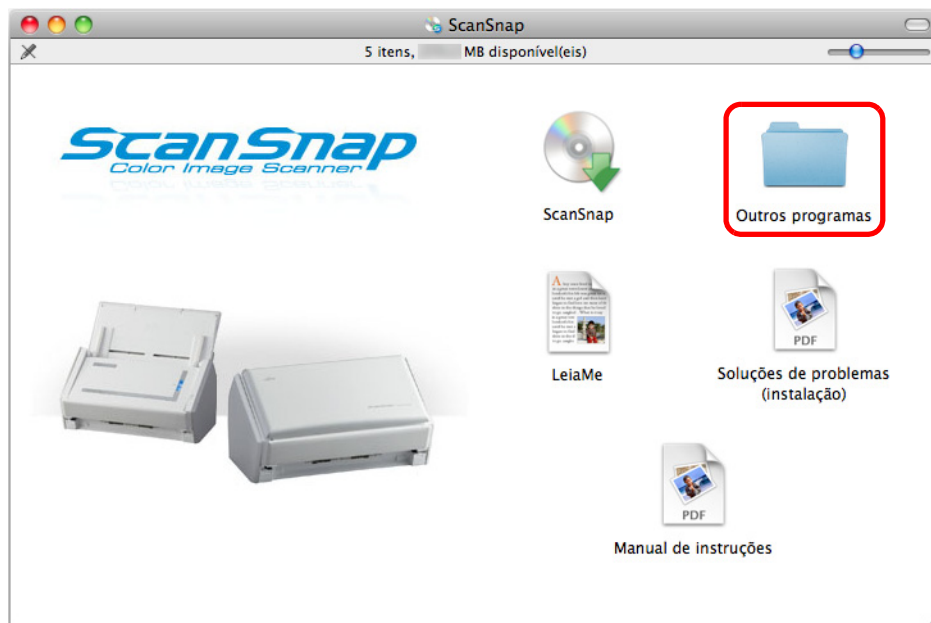 ScanSnap
5 itens, MB disponível(eis)
ScanSnap
Color Image Scanner
ScanSnap
Outros programas
LeiaMe
PDF
Soluções de problemas
(instalação)
PDF
Manual de instruções